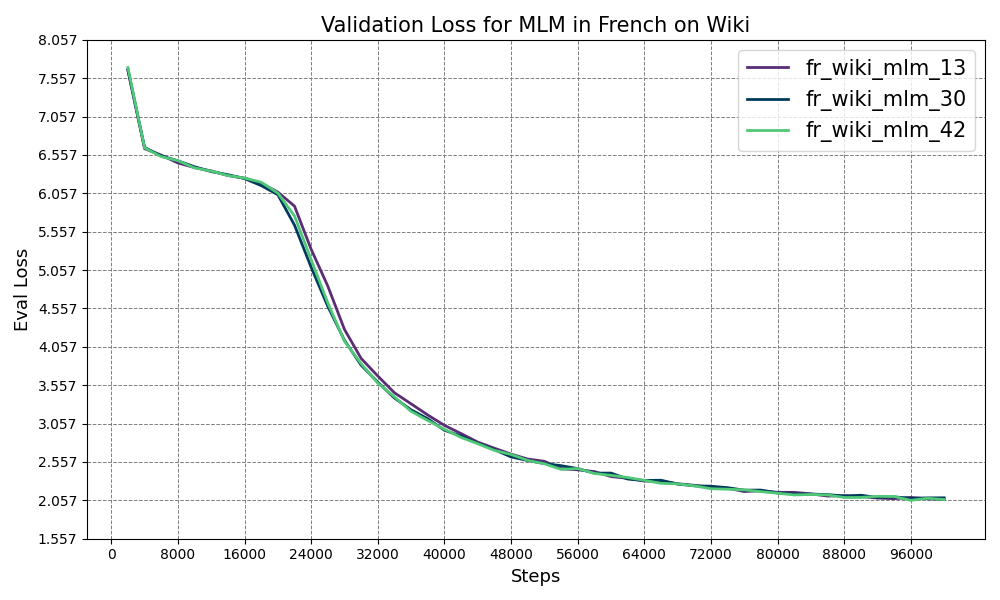 Validation Loss for MLM in French on Wiki
fr_wiki_mlm_13
fr_wiki_mlm_30
fr_wiki_mlm_42
Eval Loss
8.057
7.557
7.057
6.557
6.057
5.557
5.057
4.557
4.057
3.557
3.057
2.557
2.057
1.557
0 8000 16000 24000 32000 40000 48000 56000 64000 72000 80000 88000 96000
Steps